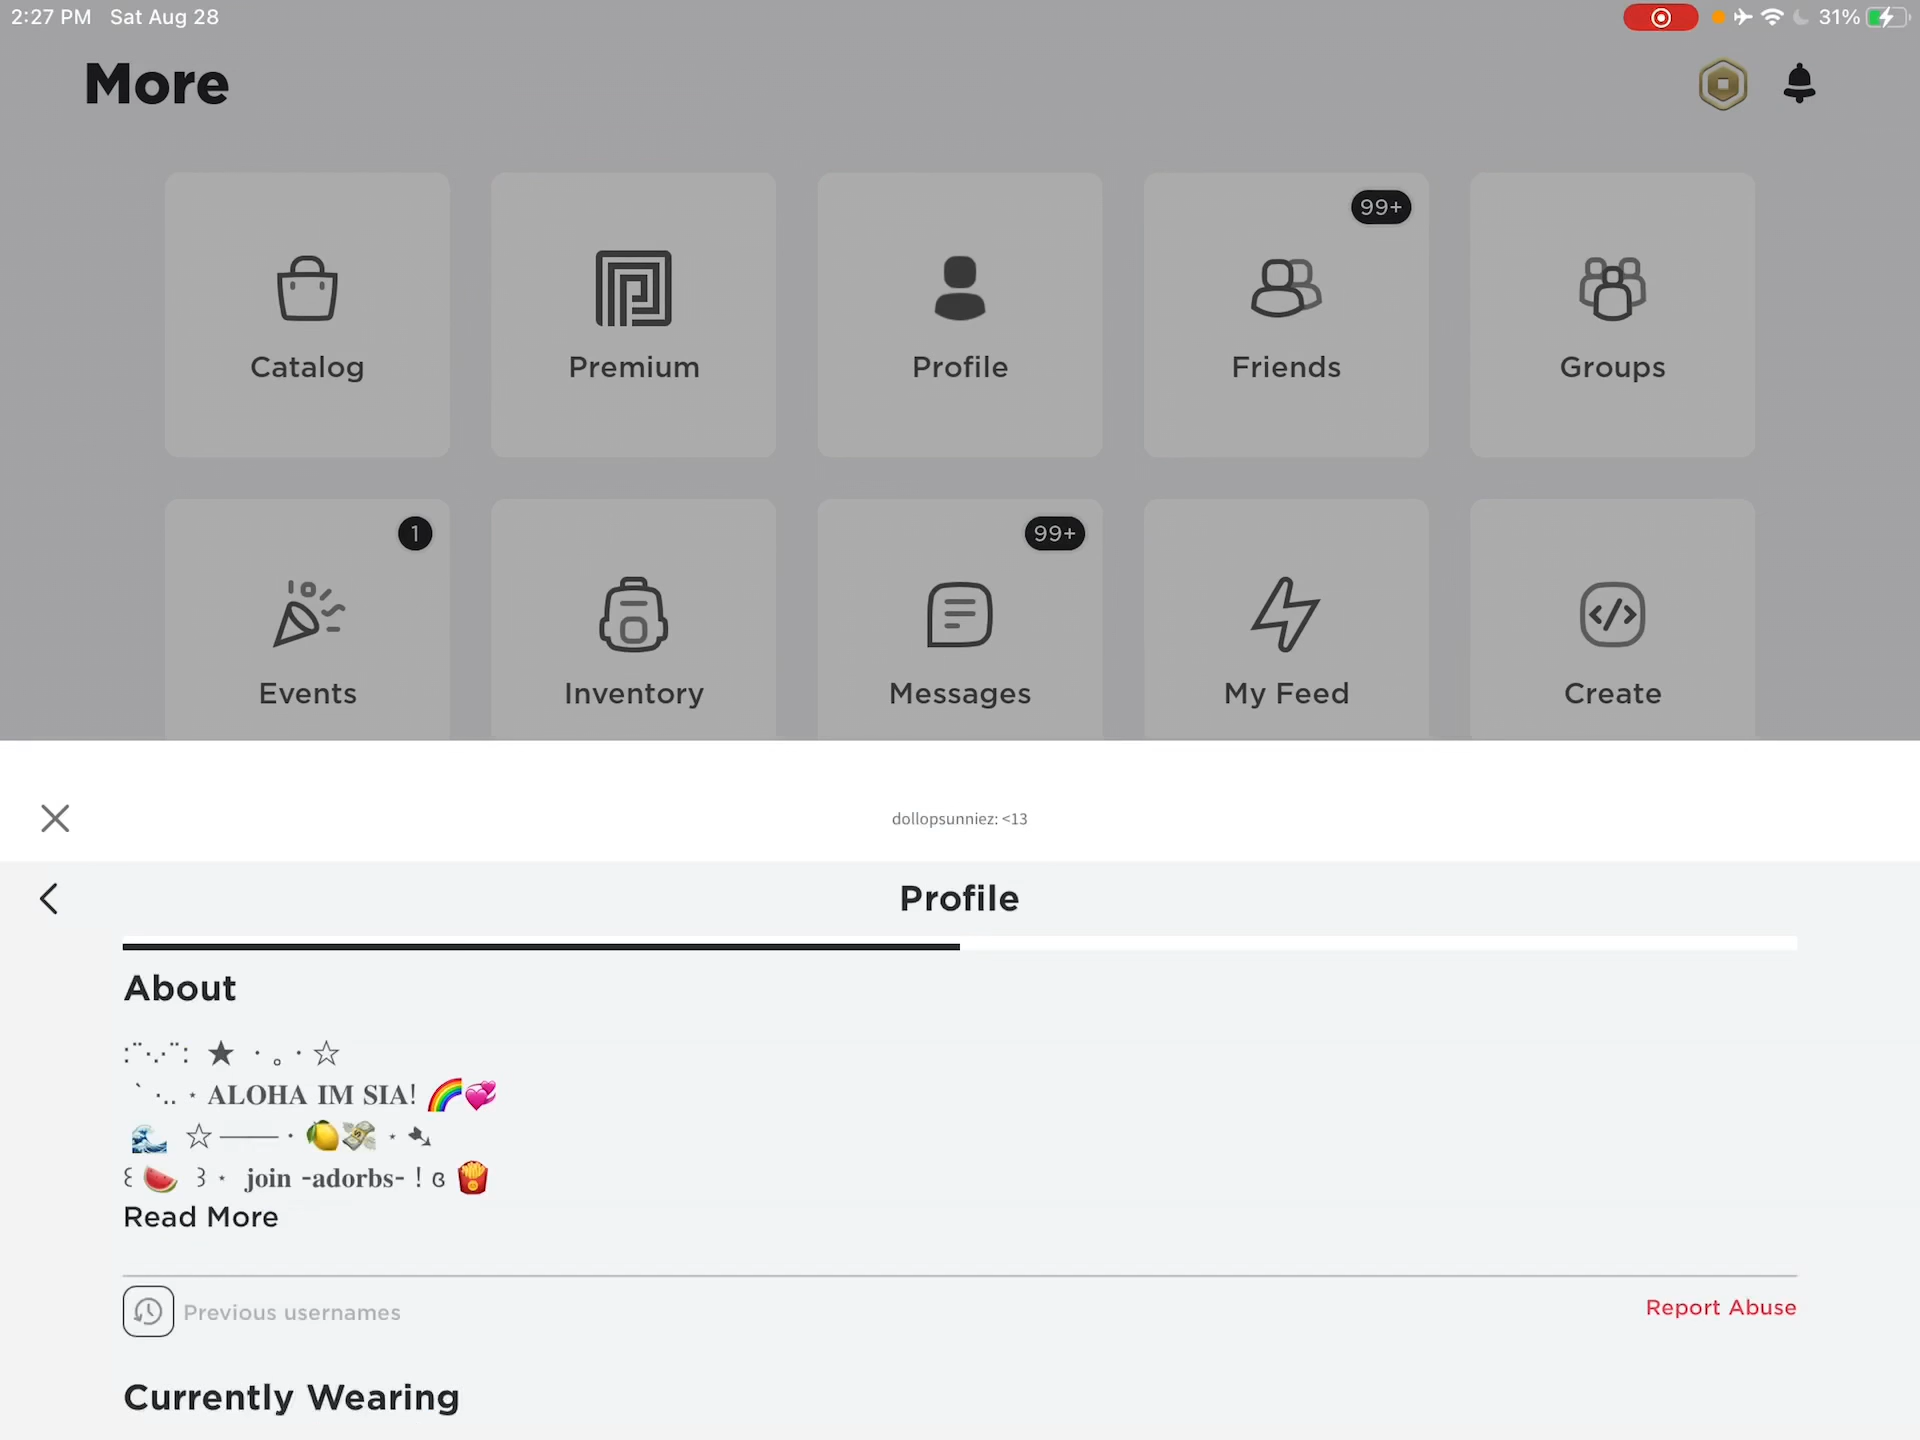 2:27 PM Sat Aug 28 31%
More
99+
Catalog Premium Profile Friends Groups
1 99+
Events Inventory Messages My Feed Create
dollopsunniez: <13
Profile
About
:¨·.·¨: ★ · 。· ☆
` ·.. ⋆ 𝐀𝐋𝐎𝐇𝐀 𝐈𝐌 𝐒𝐈𝐀! 🌈💞
🌊 ☆ ─── · 🍋💸 ⋆ ➷
꒰ 🍉 ꒱ ⋆ 𝐣𝐨𝐢𝐧 -𝐚𝐝𝐨𝐫𝐛𝐬- ! ɞ 🍟
Read More
Previous usernames Report Abuse
Currently Wearing